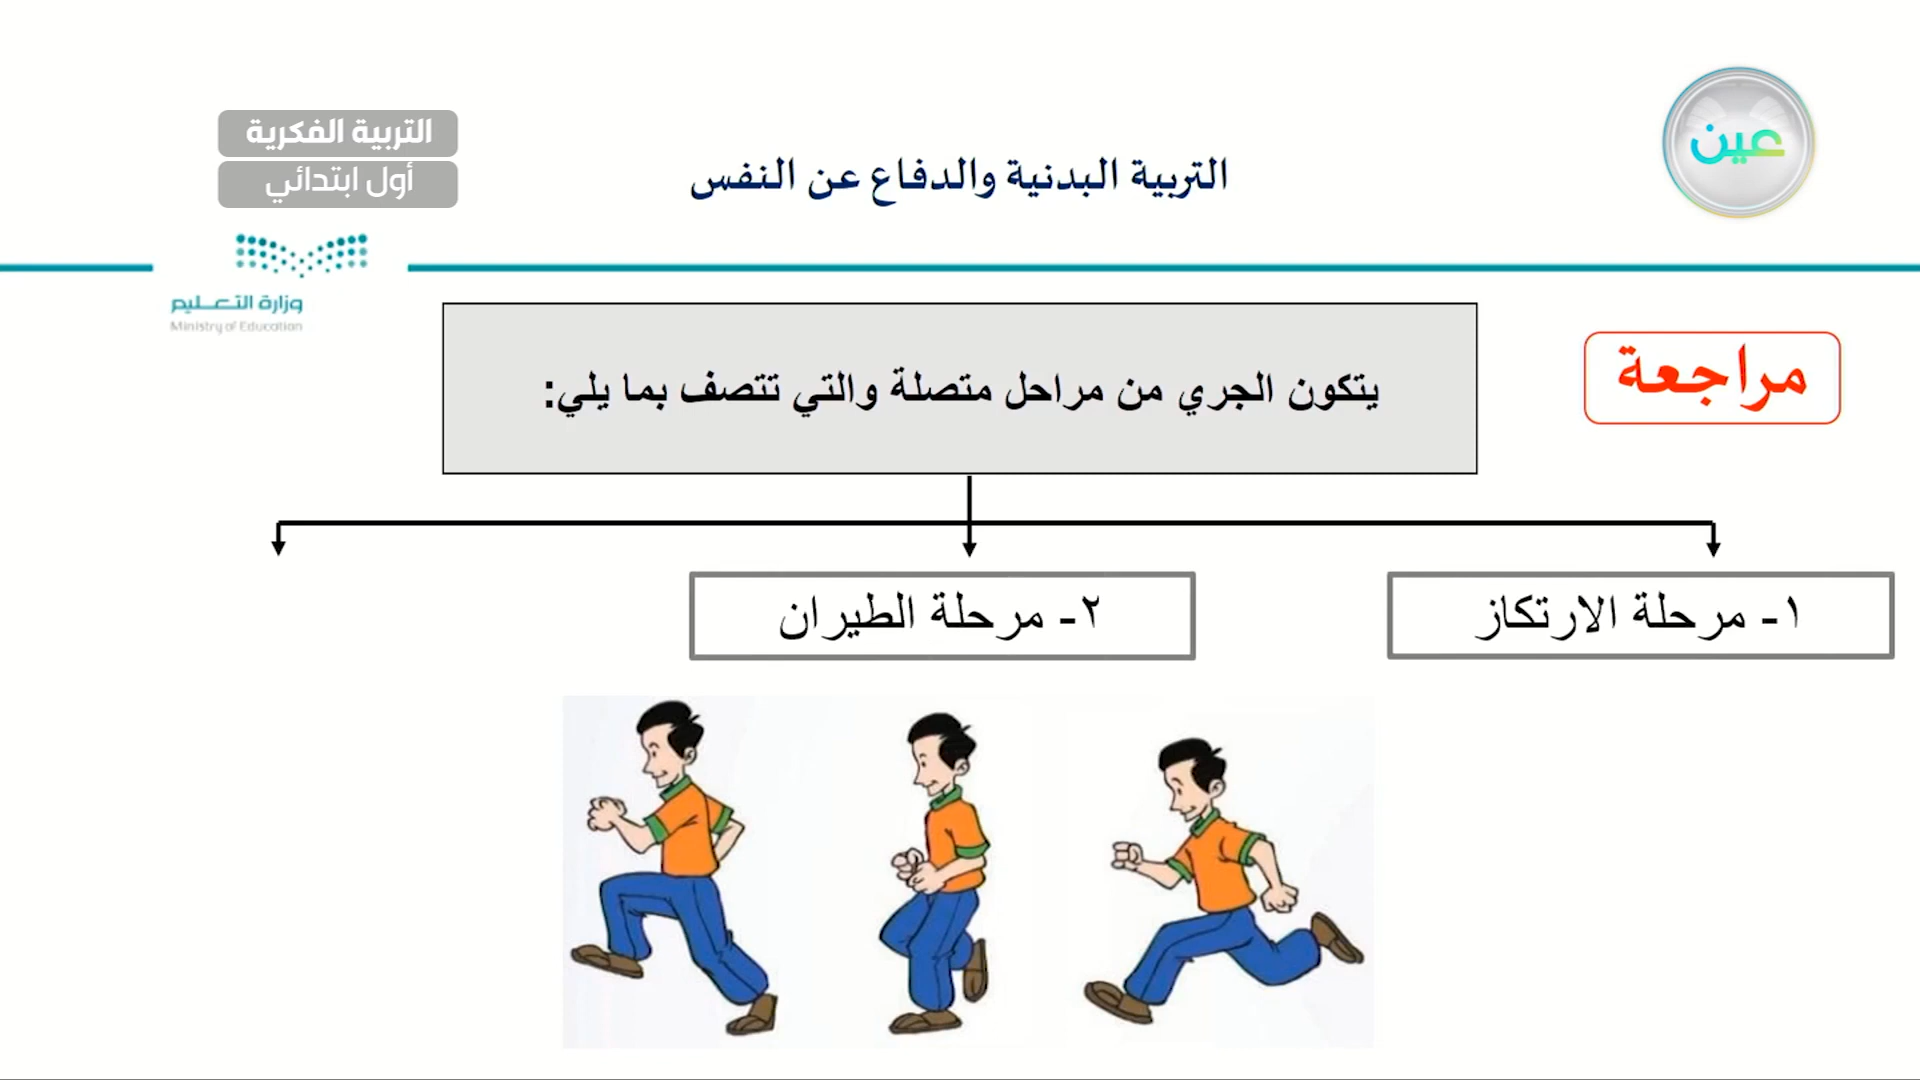 عين
التربية الفكرية
أول ابتدائي
التربية البدنية والدفاع عن النفس
وزارة التعليم
Ministry of Education
مراجعة
يتكون الجري من مراحل متصلة والتي تتصف بما يلي:
١- مرحلة الارتكاز
٢- مرحلة الطيران